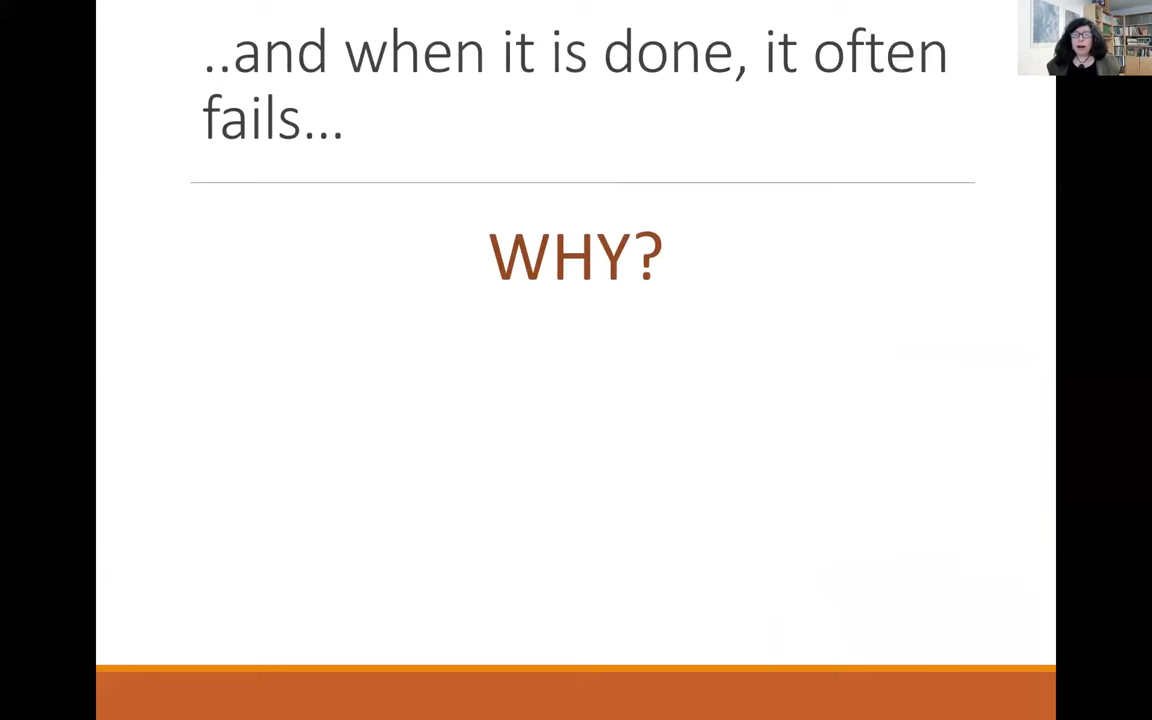 ..and when it is done, it often
fails...
WHY?